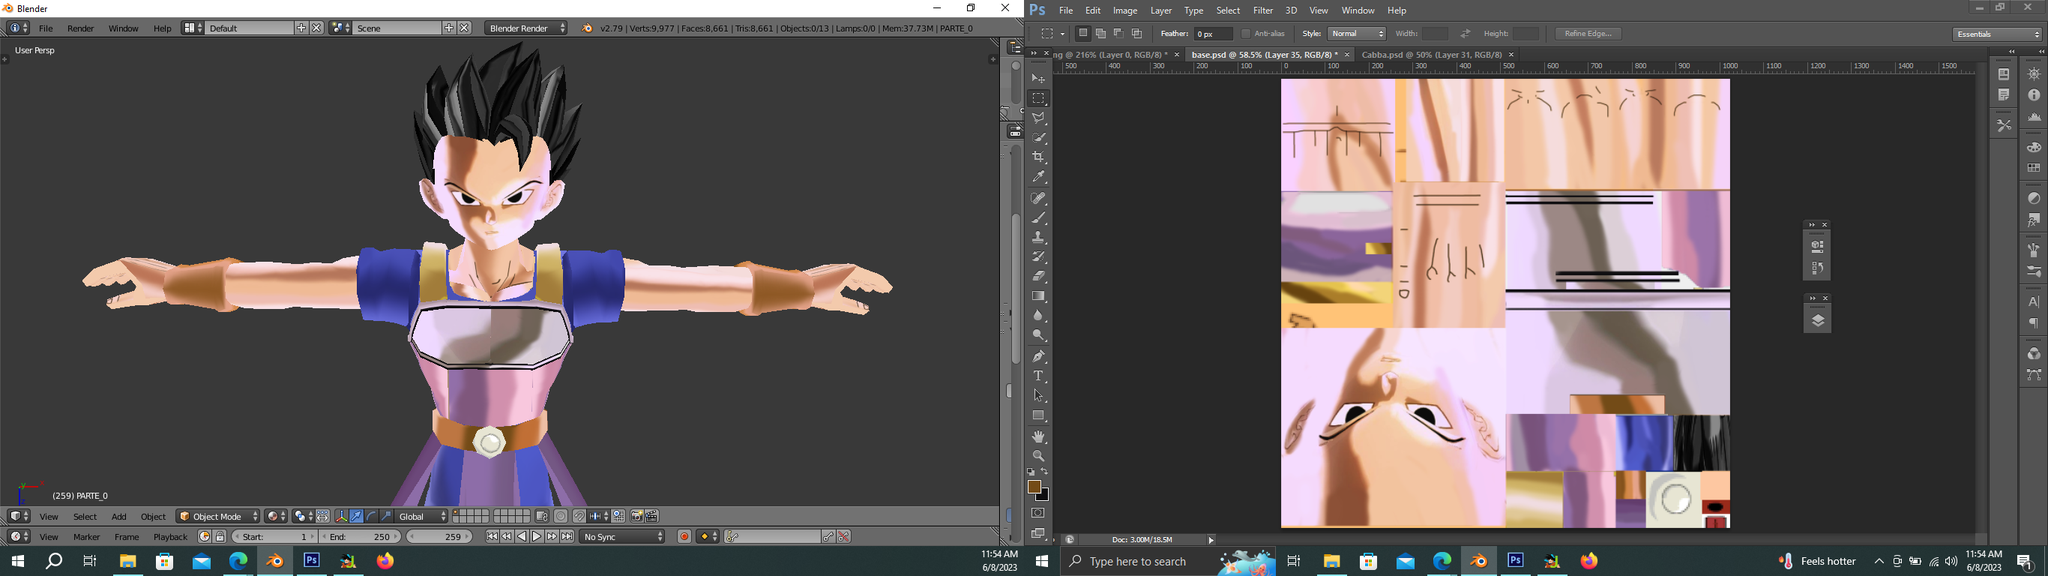 Blender
Ps File Edit Image Layer Type Select Filter 3D View Window Help
File Render Window Help Default Scene Blender Render v2.79 | Verts:9,977 | Faces:8,661 | Tris:8,661 | Objects:0/13 | Lamps:0/0 | Mem:37.73M | PARTE_0
Feather: 0 px Anti-alias Style: Normal Width: Height: Refine Edge... Essentials
User Persp
ng @ 216% (Layer 0, RGB/8) * × base.psd @ 58.5% (Layer 35, RGB/8) * × Cabba.psd @ 50% (Layer 31, RGB/8) ×
500 400 300 200 100 0 100 200 300 400 500 600 700 800 900 1000 1100 1200 1300 1400 1500
(259) PARTE_0
View Select Add Object Object Mode Global
View Marker Frame Playback Start: 1 End: 250 259 No Sync
Doc: 3.00M/18.5M
11:54 AM
6/8/2023
Type here to search
Feels hotter
11:54 AM
6/8/2023